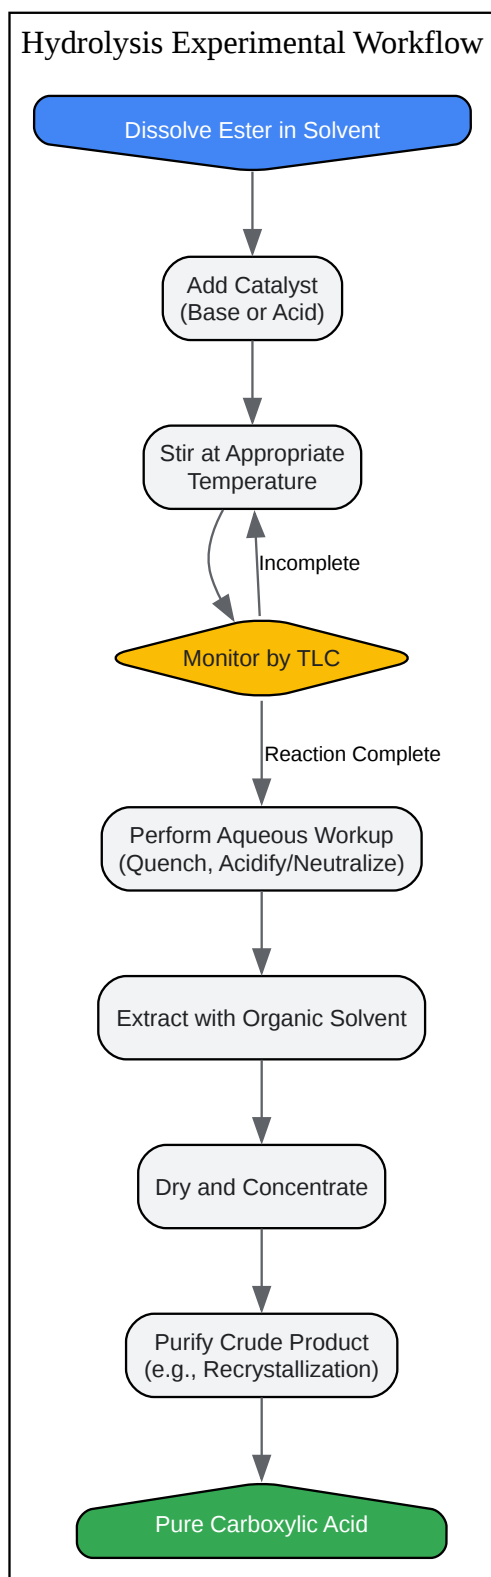 Hydrolysis Experimental Workflow
Dissolve Ester in Solvent
Add Catalyst
(Base or Acid)
Stir at Appropriate
Temperature
Incomplete
Monitor by TLC
Reaction Complete
Perform Aqueous Workup
(Quench, Acidify/Neutralize)
Extract with Organic Solvent
Dry and Concentrate
Purify Crude Product
(e.g., Recrystallization)
Pure Carboxylic Acid